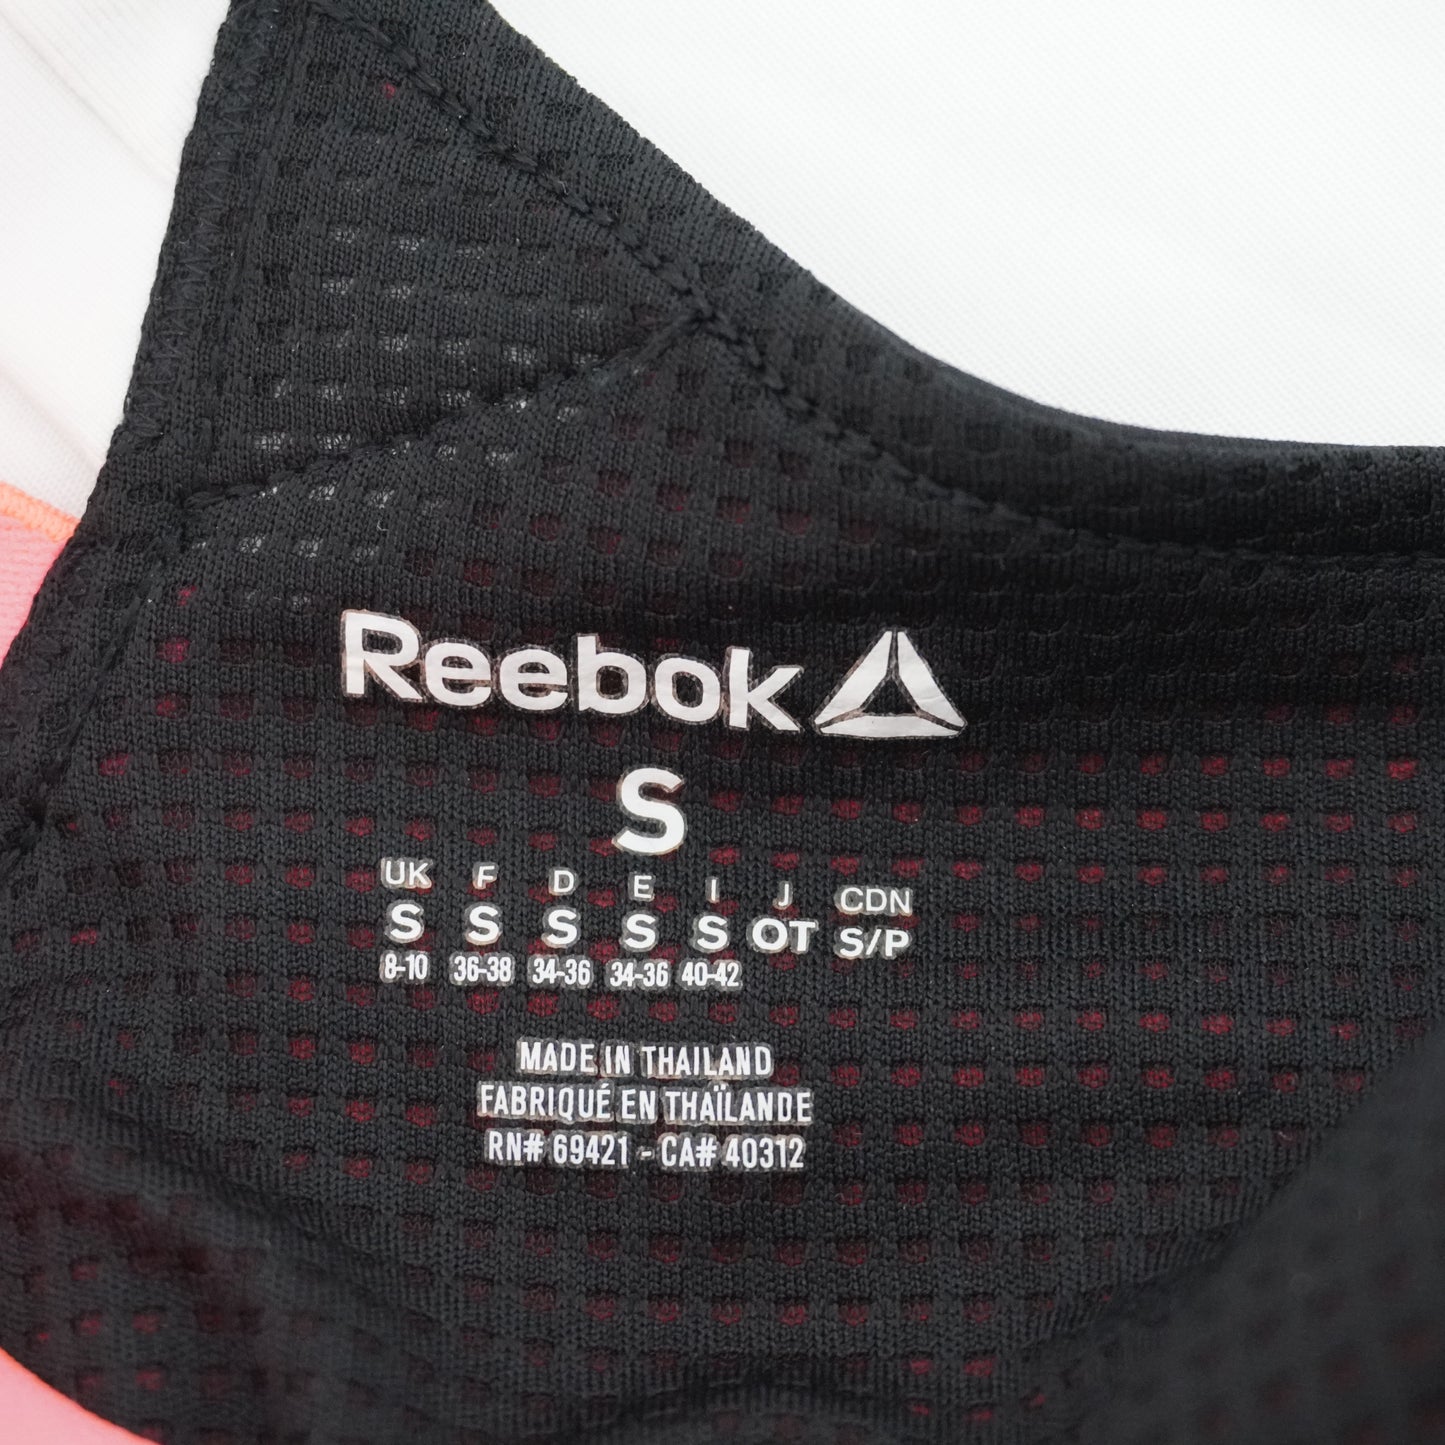 Reebok
S
UK F D E I J CDN
S S S S S OT S/P
8-10 36-38 34-36 34-36 40-42
MADE IN THAILAND
FABRIQUÉ EN THAÏLANDE
RN# 69421 - CA# 40312